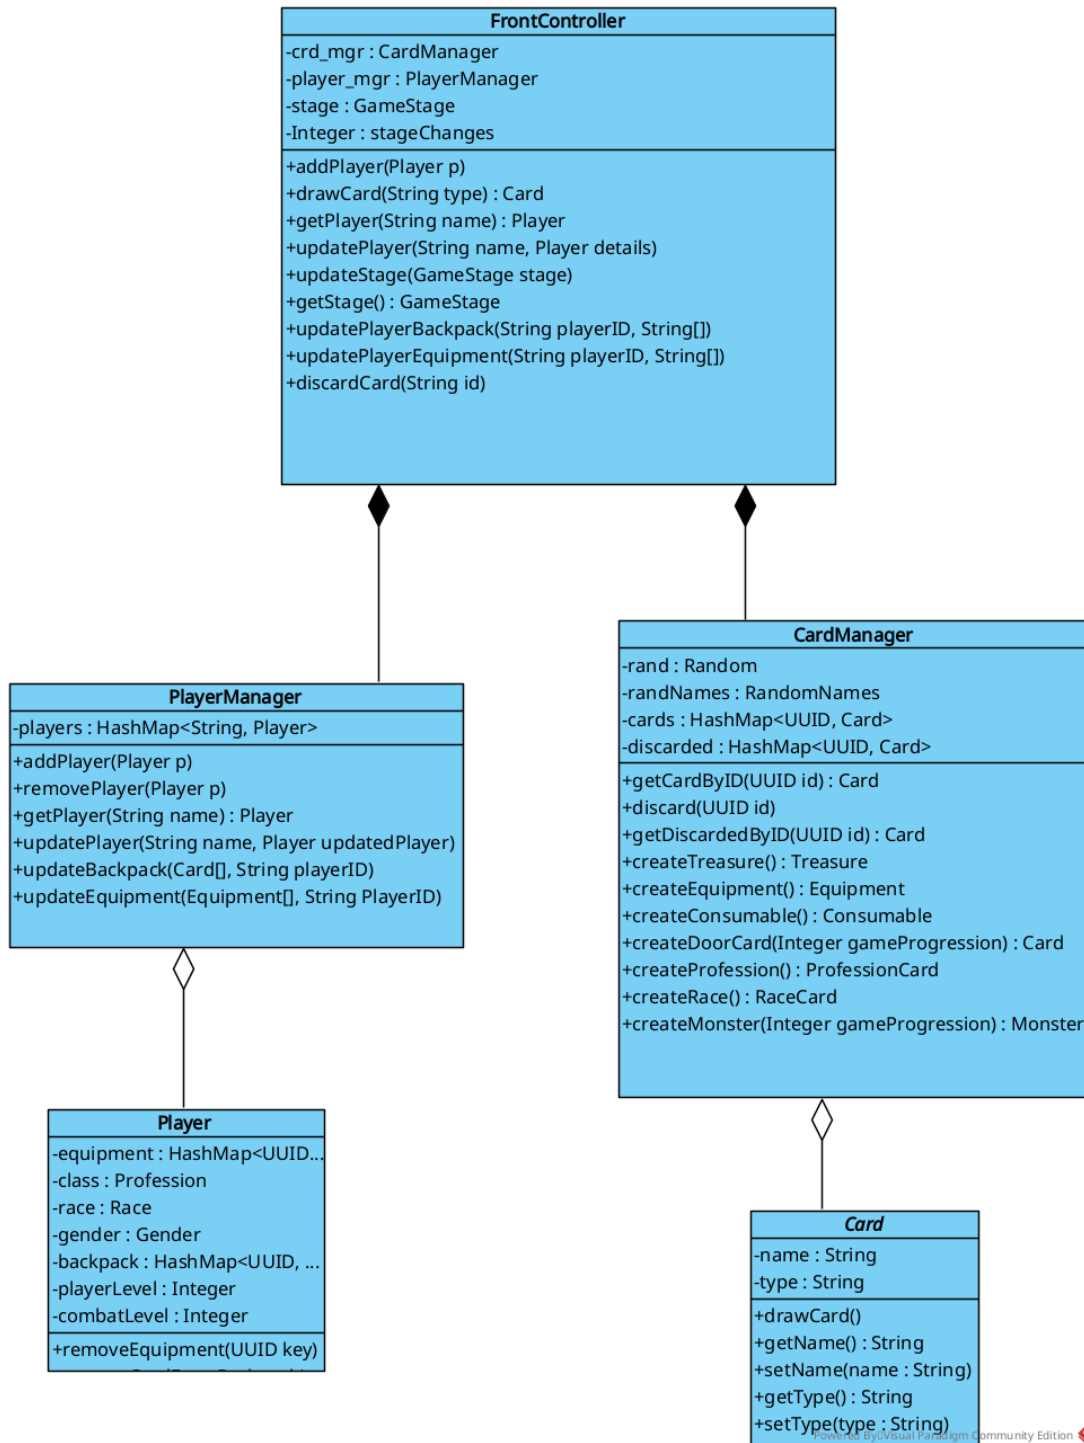 FrontController
-crd_mgr : CardManager
-player_mgr : PlayerManager
-stage : GameStage
-Integer : stageChanges
+addPlayer(Player p)
+drawCard(String type) : Card
+getPlayer(String name) : Player
+updatePlayer(String name, Player details)
+updateStage(GameStage stage)
+getStage() : GameStage
+updatePlayerBackpack(String playerID, String[])
+updatePlayerEquipment(String playerID, String[])
+discardCard(String id)
PlayerManager
-players : HashMap<String, Player>
+addPlayer(Player p)
+removePlayer(Player p)
+getPlayer(String name) : Player
+updatePlayer(String name, Player updatedPlayer)
+updateBackpack(Card[], String playerID)
+updateEquipment(Equipment[], String PlayerID)
CardManager
-rand : Random
-randNames : RandomNames
-cards : HashMap<UUID, Card>
-discarded : HashMap<UUID, Card>
+getCardByID(UUID id) : Card
+discard(UUID id)
+getDiscardedByID(UUID id) : Card
+createTreasure() : Treasure
+createEquipment() : Equipment
+createConsumable() : Consumable
+createDoorCard(Integer gameProgression) : Card
+createProfession() : ProfessionCard
+createRace() : RaceCard
+createMonster(Integer gameProgression) : Monster
Player
-equipment : HashMap<UUID...
-class : Profession
-race : Race
-gender : Gender
-backpack : HashMap<UUID, ...
-playerLevel : Integer
-combatLevel : Integer
+removeEquipment(UUID key)
Card
-name : String
-type : String
+drawCard()
+getName() : String
+setName(name : String)
+getType() : String
+setType(type : String)
Powered By Visual Paradigm Community Edition